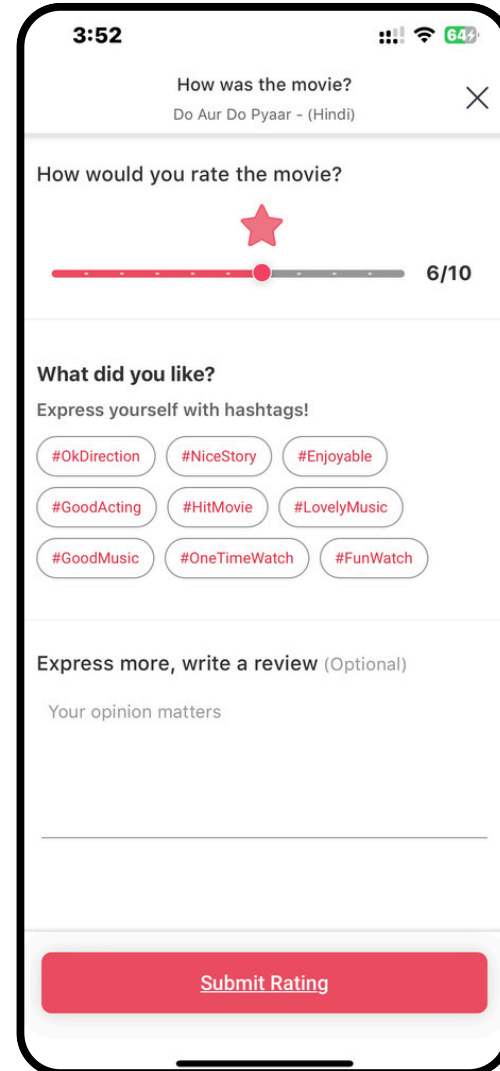 3:52 64
How was the movie?
Do Aur Do Pyaar - (Hindi)
How would you rate the movie?
6/10
What did you like?
Express yourself with hashtags!
#OkDirection #NiceStory #Enjoyable
#GoodActing #HitMovie #LovelyMusic
#GoodMusic #OneTimeWatch #FunWatch
Express more, write a review (Optional)
Your opinion matters
Submit Rating